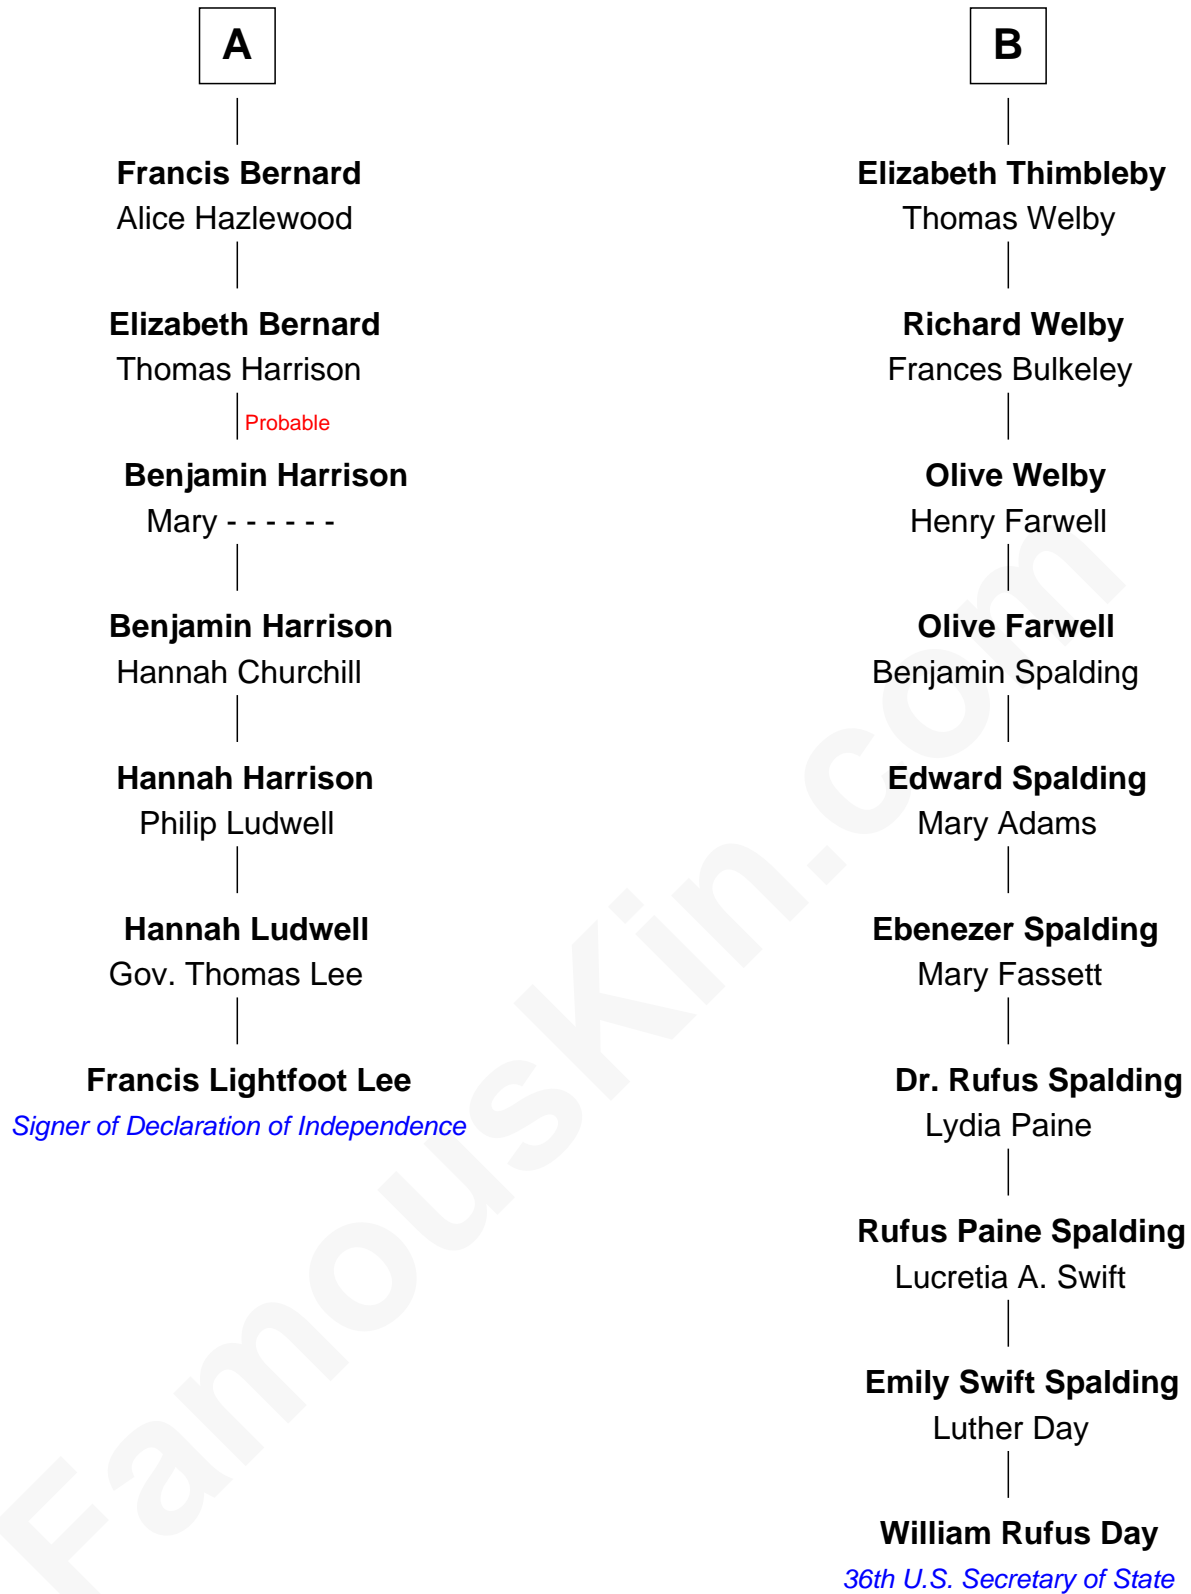 A
Francis Bernard
Alice Hazlewood
Elizabeth Bernard
Thomas Harrison
Probable
Benjamin Harrison
Mary - - - - - -
Benjamin Harrison
Hannah Churchill
Hannah Harrison
Philip Ludwell
Hannah Ludwell
Gov. Thomas Lee
Francis Lightfoot Lee
Signer of Declaration of Independence
B
Elizabeth Thimbleby
Thomas Welby
Richard Welby
Frances Bulkeley
Olive Welby
Henry Farwell
Olive Farwell
Benjamin Spalding
Edward Spalding
Mary Adams
Ebenezer Spalding
Mary Fassett
Dr. Rufus Spalding
Lydia Paine
Rufus Paine Spalding
Lucretia A. Swift
Emily Swift Spalding
Luther Day
William Rufus Day
36th U.S. Secretary of State
FamousKin.com